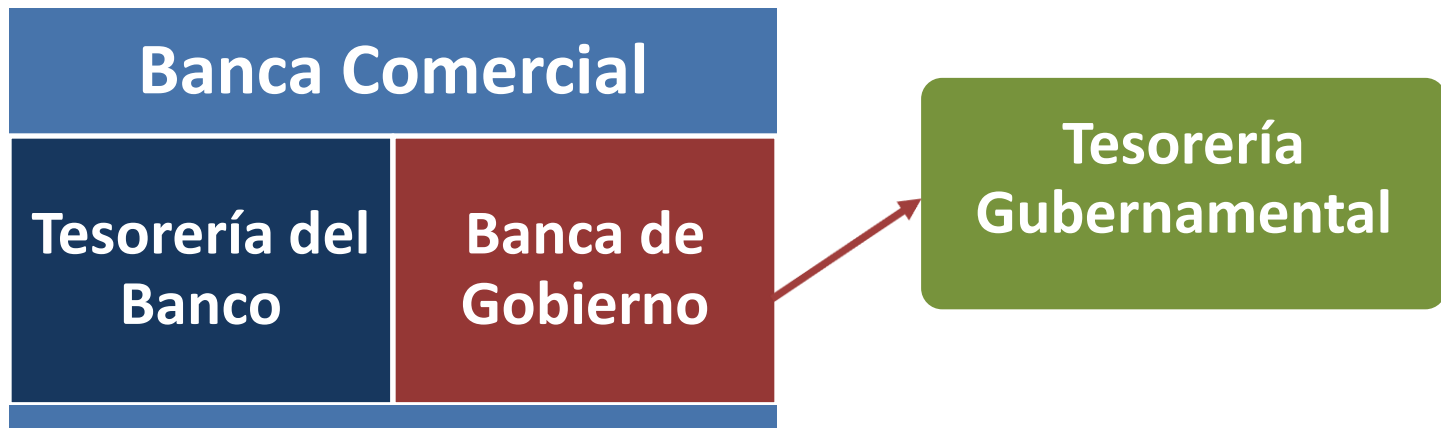 Banca Comercial
Tesorería del
Banco
Banca de
Gobierno
Tesorería
Gubernamental